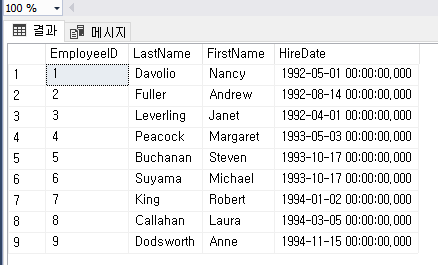 100 %
결과 메시지
EmployeeID LastName FirstName HireDate
1 1 Davolio Nancy 1992-05-01 00:00:00,000
2 2 Fuller Andrew 1992-08-14 00:00:00,000
3 3 Leverling Janet 1992-04-01 00:00:00,000
4 4 Peacock Margaret 1993-05-03 00:00:00,000
5 5 Buchanan Steven 1993-10-17 00:00:00,000
6 6 Suyama Michael 1993-10-17 00:00:00,000
7 7 King Robert 1994-01-02 00:00:00,000
8 8 Callahan Laura 1994-03-05 00:00:00,000
9 9 Dodsworth Anne 1994-11-15 00:00:00,000